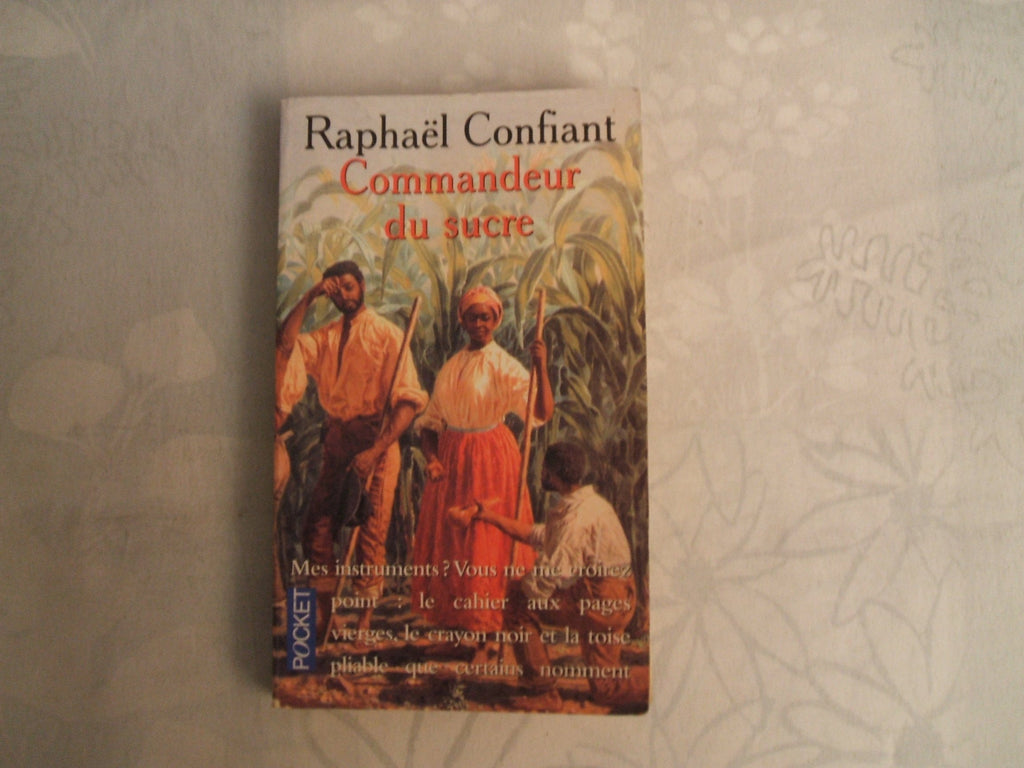 Raphaël Confiant
Commandeur
du sucre
Mes instruments ? Vous ne me croirez
point : le cahier aux pages
vierges, le crayon noir et la toise
pliable que certains nomment
POCKET